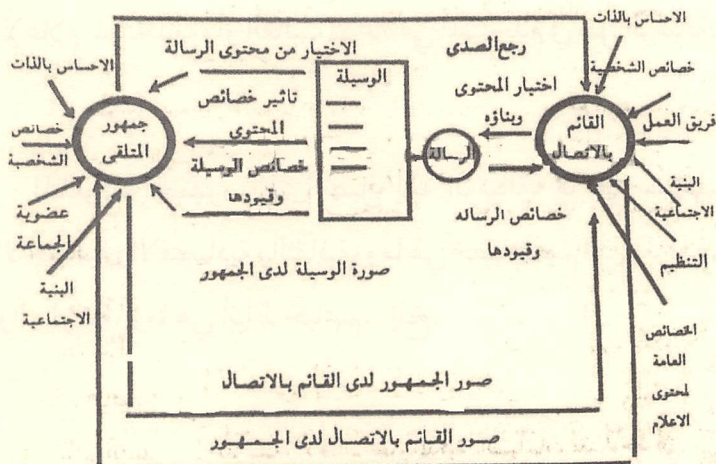 الاحساس بالذات
رجع الصدى
خصائص الشخصية
فريق العمل
البنية
الاجتماعية
التنظيم
الخصائص
العامة
لمحتوى
الاعلام
القائم
بالاتصال
اختيار المحتوى
وبناؤه
الرسالة
خصائص الرساله
وقيودها
الوسيلة
الاختيار من محتوى الرسالة
تاثير خصائص
المحتوى
خصائص الوسيلة
وقيودها
صورة الوسيلة لدى الجمهور
جمهور
المتلقى
الاحساس بالذات
خصائص
الشخصية
عضوية
الجماعة
البنية
الاجتماعية
صور الجمهور لدى القائم بالاتصال
صور القائم بالاتصال لدى الجمهور